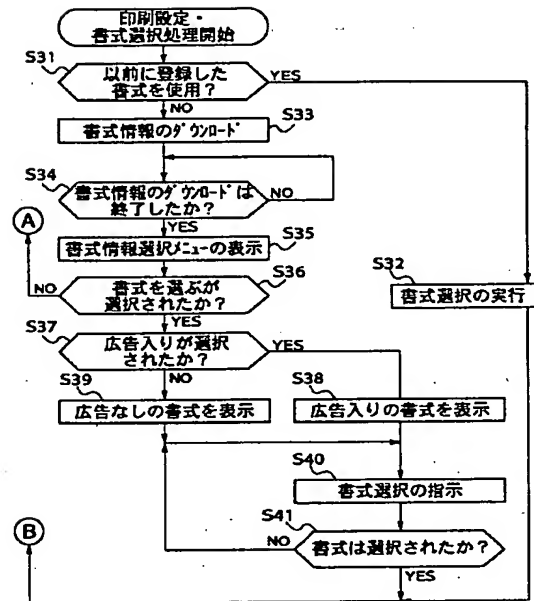 印刷設定・
書式選択処理開始
S31
以前に登録した
書式を使用?
YES
NO
S33
書式情報のダウンロード
S34
書式情報のダウンロードは
終了したか?
NO
A
YES
S35
書式情報選択メニューの表示
S36
S32
NO
書式を選ぶが
選択されたか?
書式選択の実行
S37
YES
広告入りが選択
されたか?
YES
S39
NO
S38
広告なしの書式を表示
広告入りの書式を表示
S40
書式選択の指示
S41
B
NO
書式は選択されたか?
YES